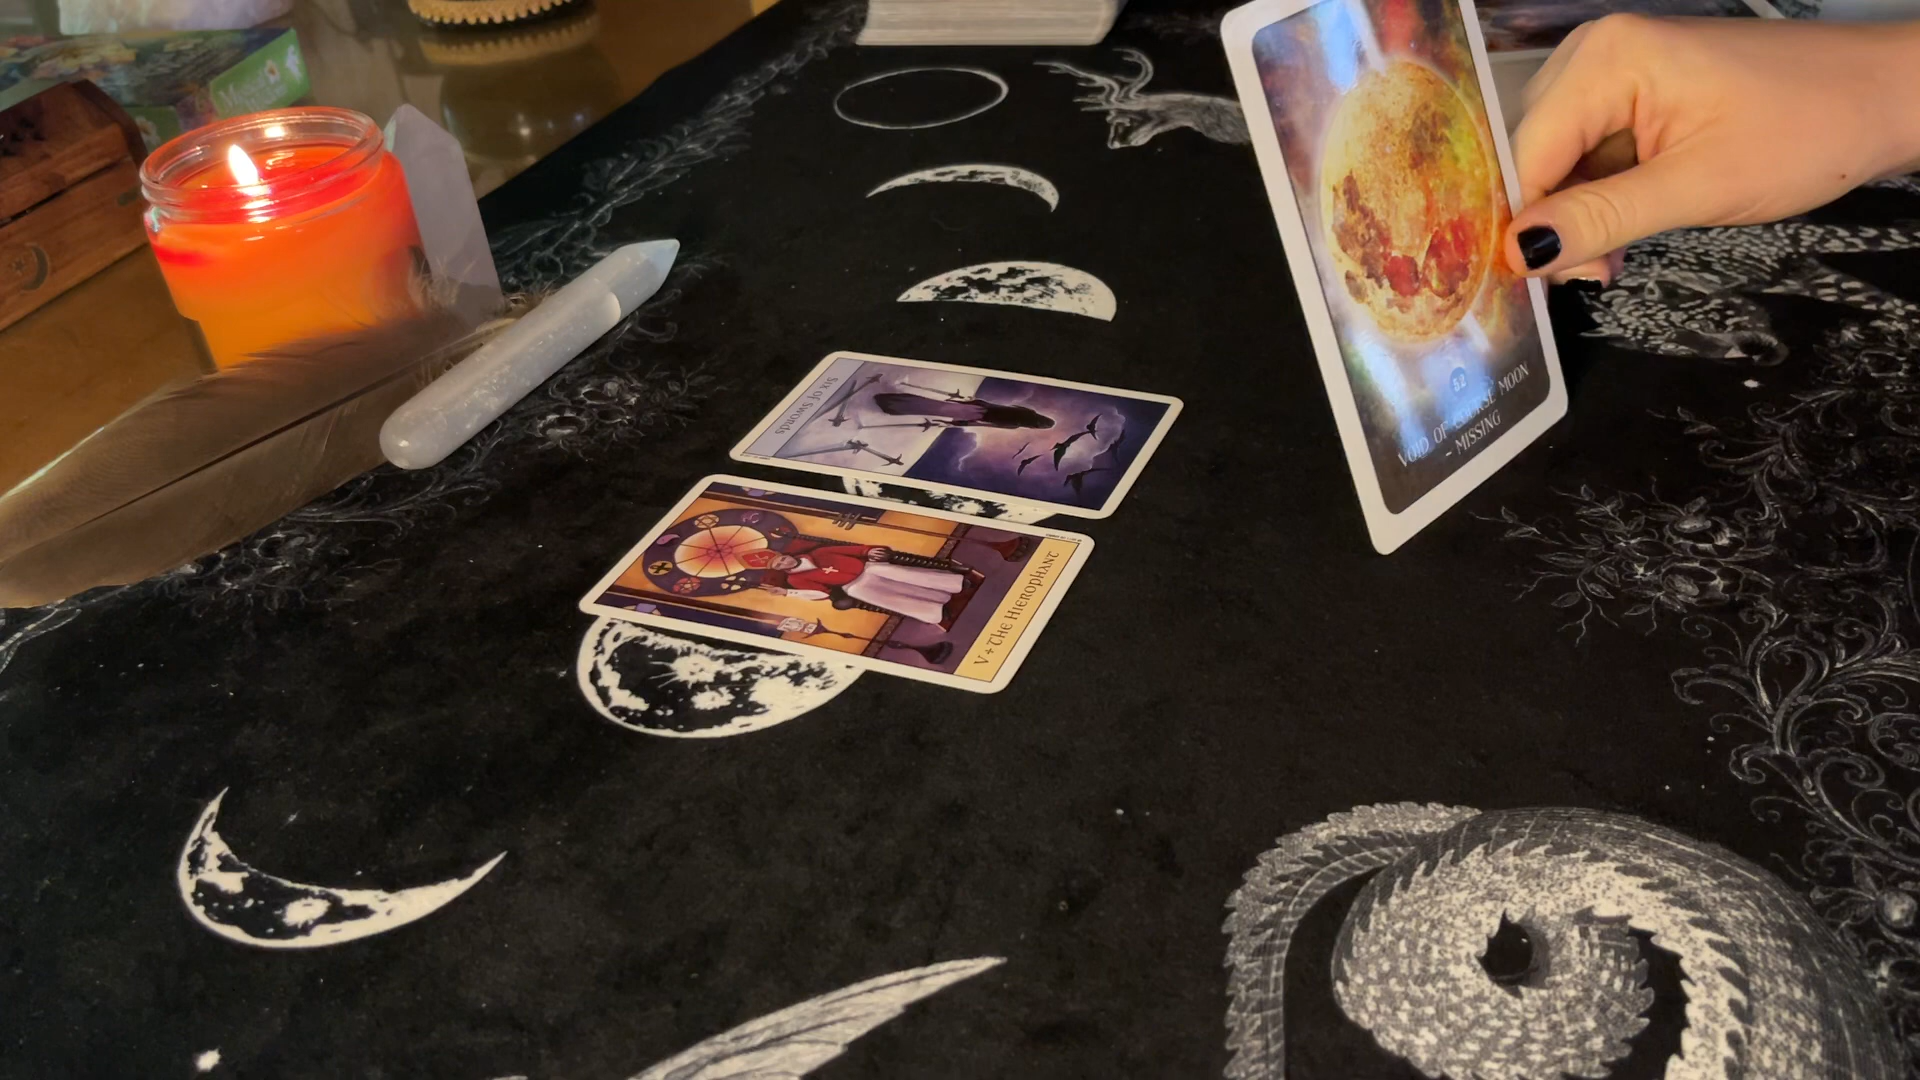 SIX OF SWORDS
V + THE HIEROPHANT
52
VOID OF COURSE MOON
- MISSING